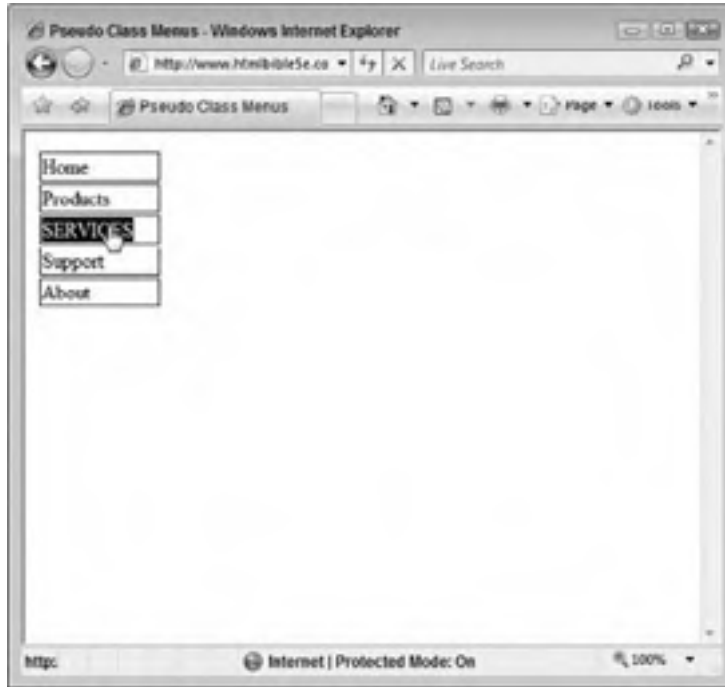 Pseudo Class Menus - Windows Internet Explorer
http://www.htmlbible5e.co
Live Search
Pseudo Class Menus
Page
Tools
Home
Products
SERVICES
Support
About
http:
Internet | Protected Mode: On
100%